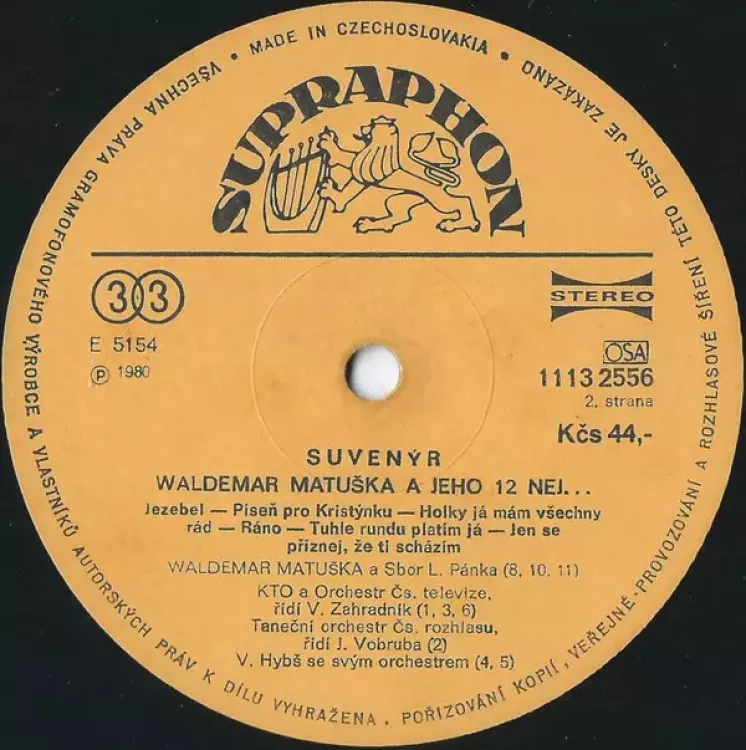 VŠECHNA PRÁVA GRAMOFONOVÉHO VÝROBCE A VLASTNÍKŮ AUTORSKÝCH PRÁV K DÍLU VYHRAŽENA. POŘIZOVÁNÍ KOPIÍ, VEŘEJNÉ PROVOZOVÁNÍ A ROZHLASOVÉ ŠÍŘENÍ TÉTO DESKY JE ZAKÁZÁNO
• MADE IN CZECHOSLOVAKIA •
SUPRAPHON
33
STEREO
E 5154
Ⓟ 1980
OSA
1113 2556
2. strana
Kčs 44,-
SUVENÝR
WALDEMAR MATUŠKA A JEHO 12 NEJ...
Jezebel — Píseň pro Kristýnku — Holky já mám všechny
rád — Ráno — Tuhle rundu platím já — Jen se
přiznej, že ti scházím
WALDEMAR MATUŠKA a Sbor L. Pánka (8, 10, 11)
KTO a Orchestr Čs. televize,
řídí V. Zahradník (1, 3, 6)
Taneční orchestr Čs. rozhlasu,
řídí J. Vobruba (2)
V. Hybš se svým orchestrem (4, 5)